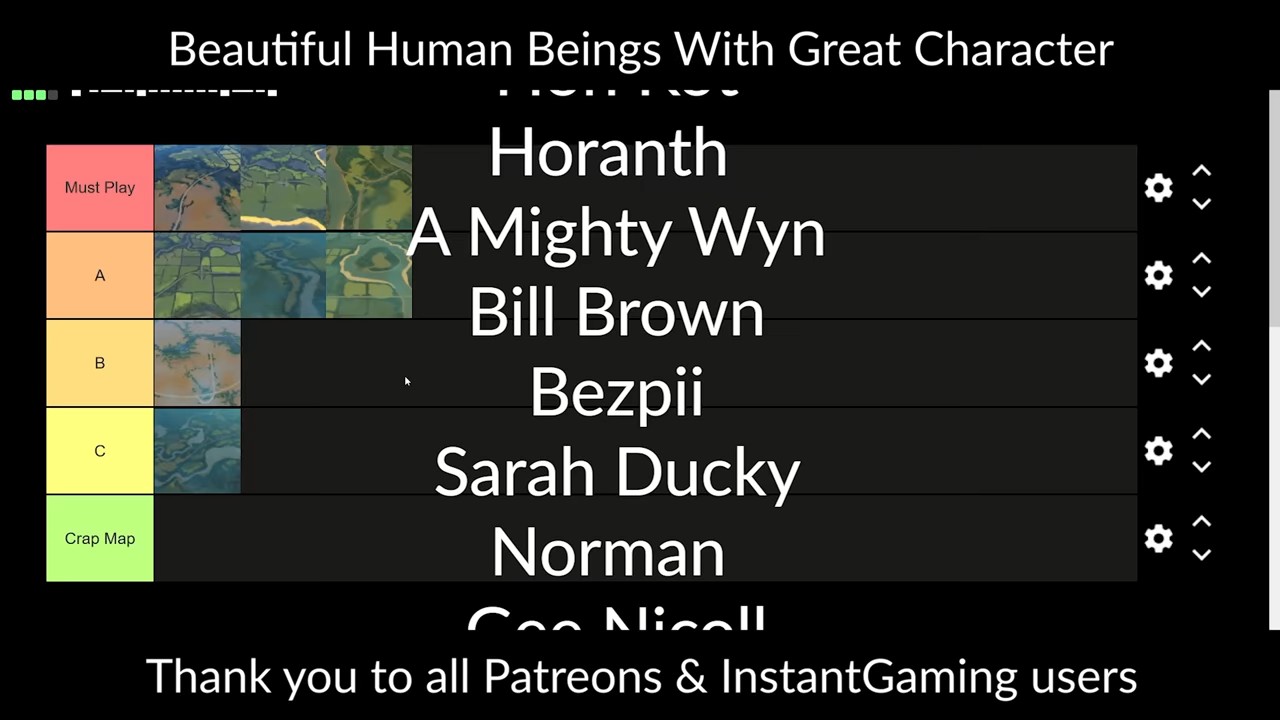 Beautiful Human Beings With Great Character
Horanth
Must Play
A Mighty Wyn
A
Bill Brown
B
Bezpii
C
Sarah Ducky
Crap Map
Norman
Thank you to all Patreons & InstantGaming users